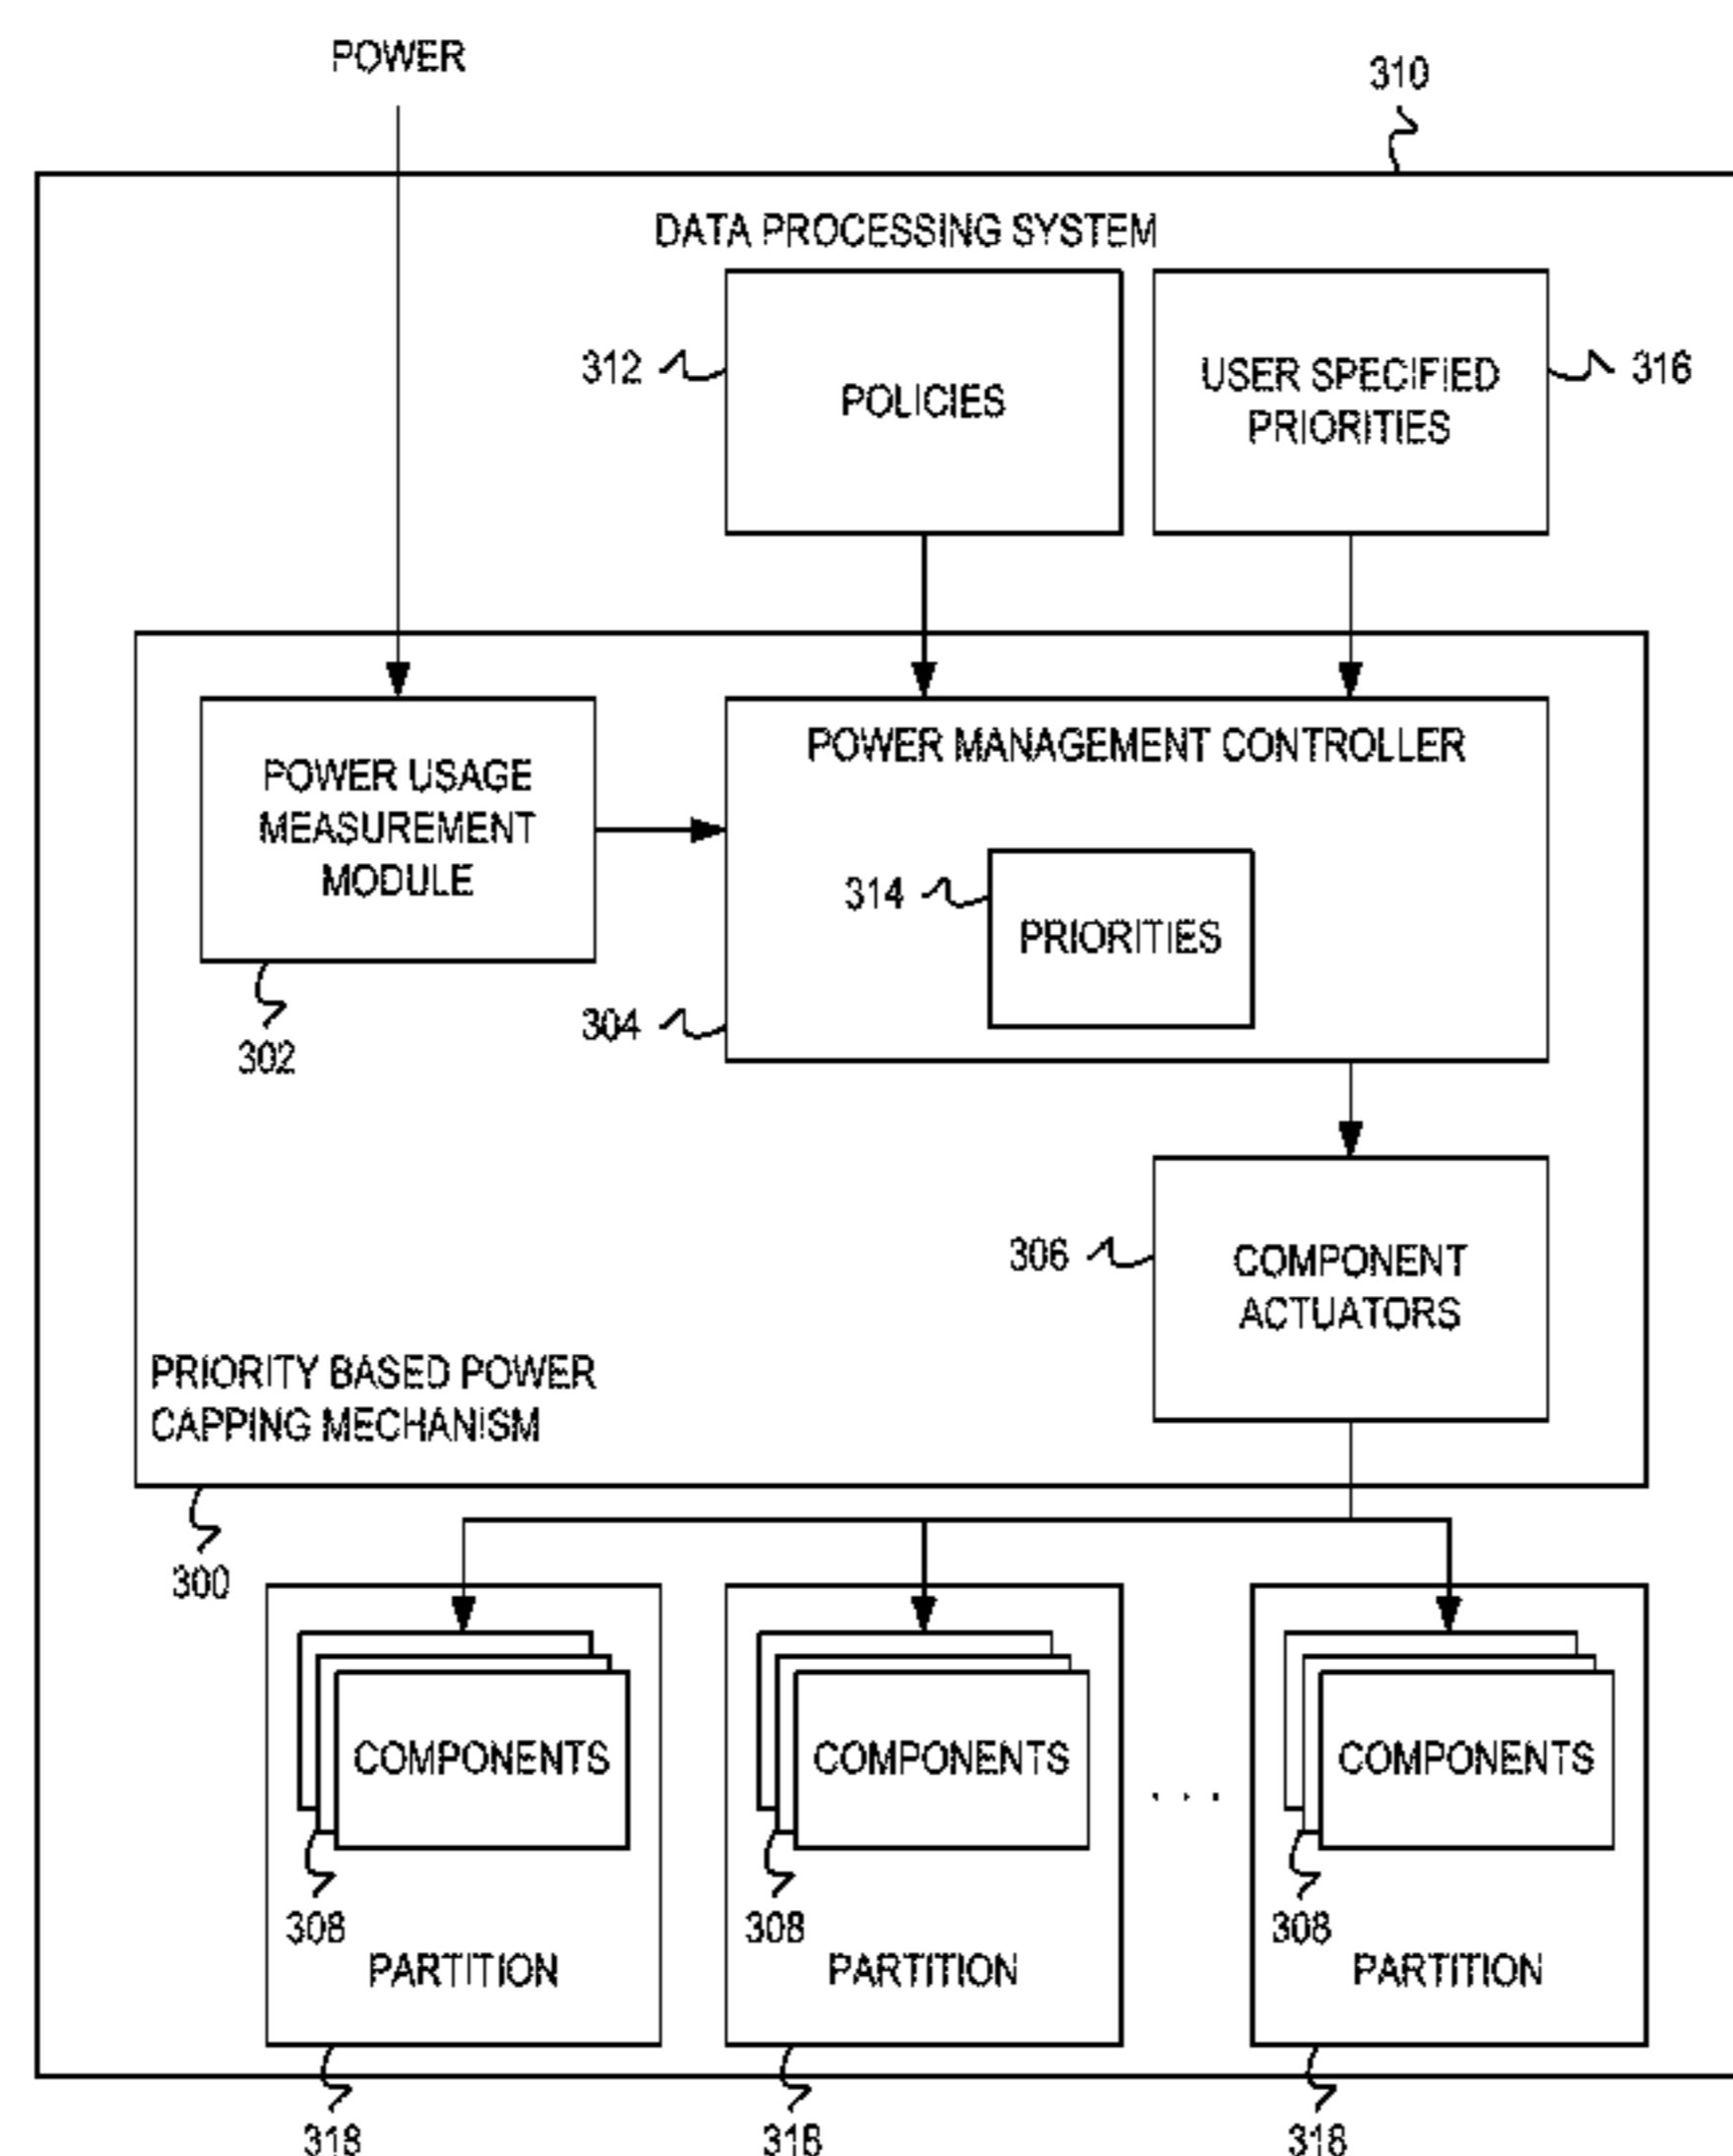 POWER
310
DATA PROCESSING SYSTEM
312
POLICIES
USER SPECIFIED
PRIORITIES
316
POWER USAGE
MEASUREMENT
MODULE
302
POWER MANAGEMENT CONTROLLER
314
PRIORITIES
304
306
COMPONENT
ACTUATORS
PRIORITY BASED POWER
CAPPING MECHANISM
300
COMPONENTS
308
PARTITION
318
COMPONENTS
308
PARTITION
318
. . .
COMPONENTS
308
PARTITION
318